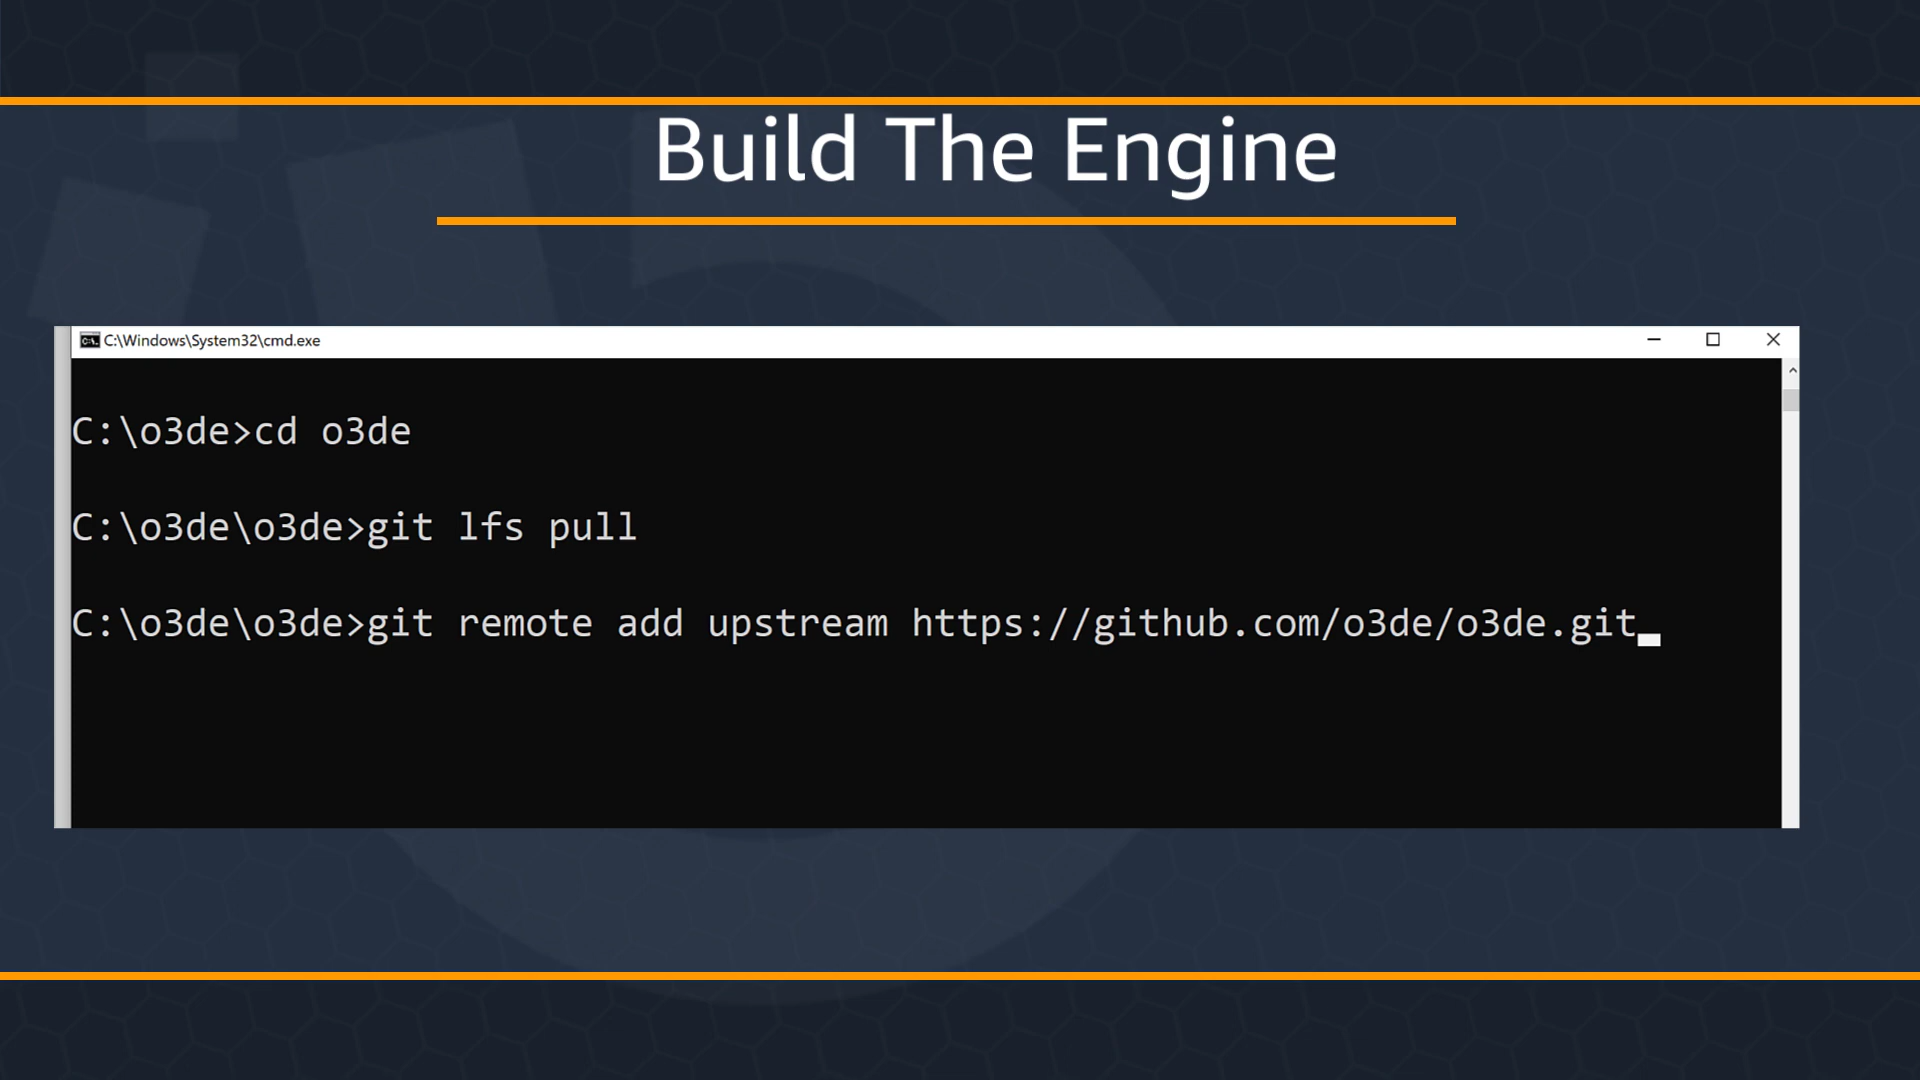 Build The Engine
C:\Windows\System32\cmd.exe
C:\o3de>cd o3de
C:\o3de\o3de>git lfs pull
C:\o3de\o3de>git remote add upstream https://github.com/o3de/o3de.git